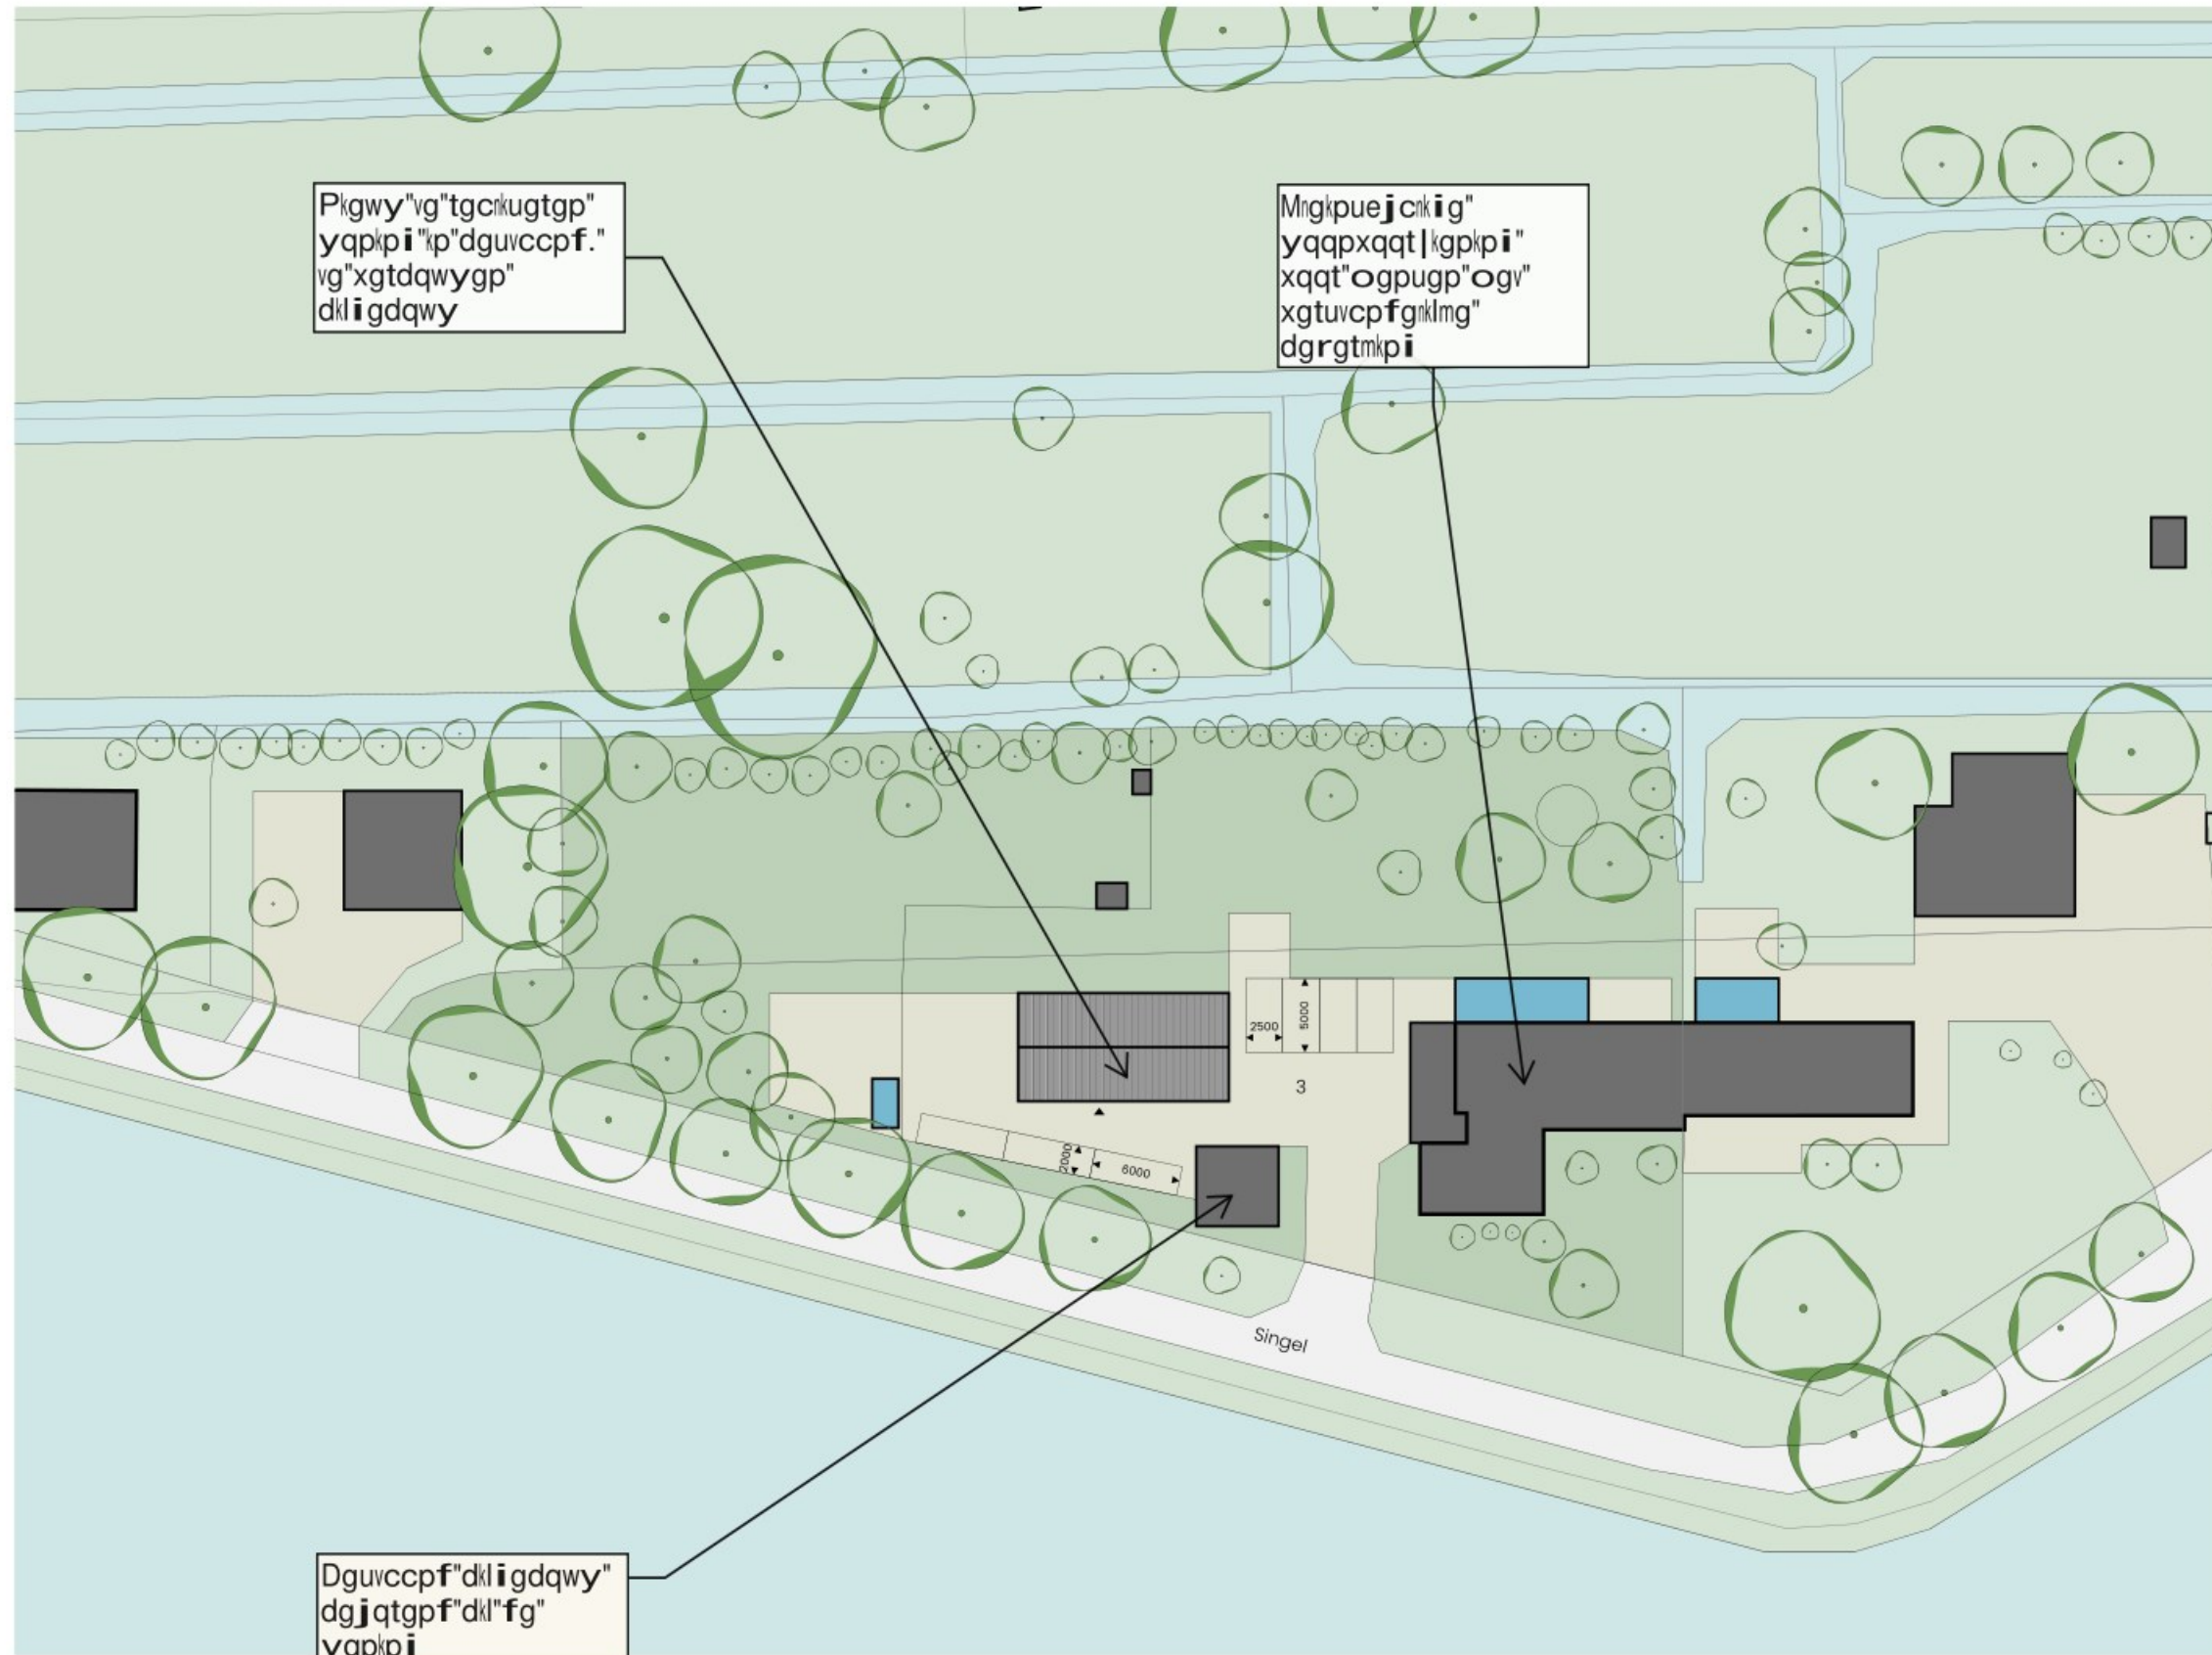 Pkgwy"vg"tgcnkugtgp"
yqpkpi"kp"dguvccpf."
vg"xgtdqwygp"
dkligdqwy
Mngkpuejcnkig"
yqqpxqqt|kgpkpi"
xqqt"ogpugp"ogv"
xgtuvcpfgnklmg"
dgrgtmkpi
2500
5000
3
2000
6000
Singel
Dguvccpf"dkligdqwy"
dgjqtgpf"dkl"fg"
yqpkpi